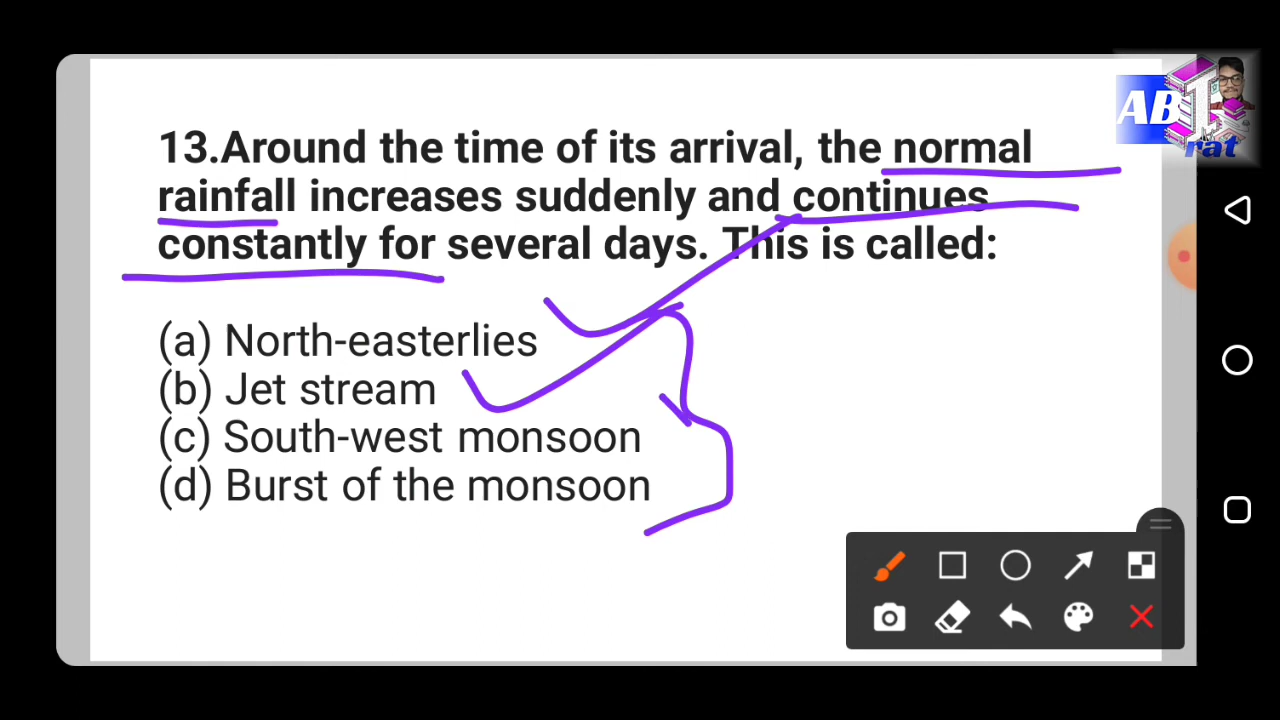 13.Around the time of its arrival, the normal
rainfall increases suddenly and continues
constantly for several days. This is called:
(a) North-easterlies
(b) Jet stream
(c) South-west monsoon
(d) Burst of the monsoon
AB
rat